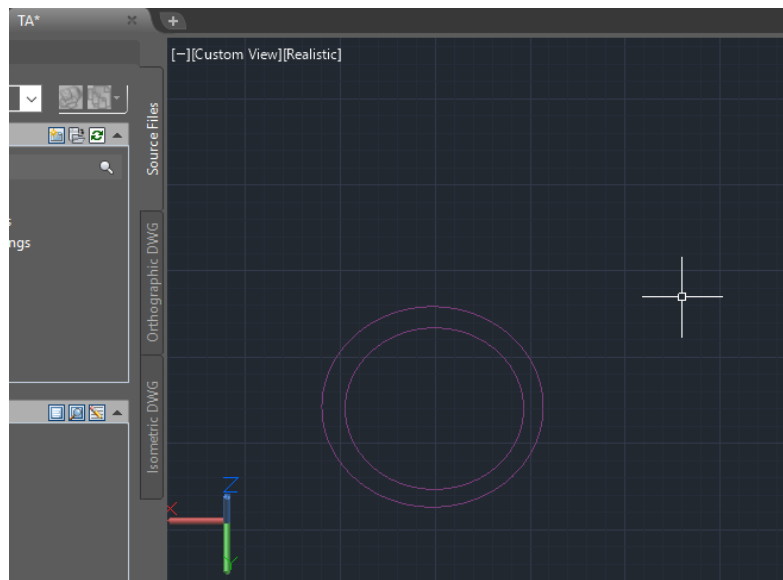 TA*
[−][Custom View][Realistic]
Source Files
ngs
Orthographic DWG
Isometric DWG
Z
X
Y